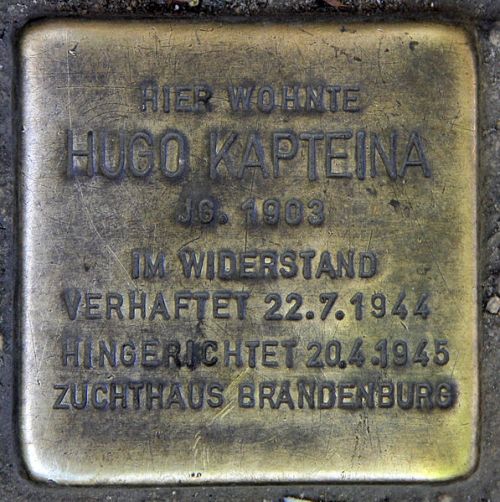 HIER WOHNTE
HUGO KAPTEINA
JG. 1903
IM WIDERSTAND
VERHAFTET 22.7.1944
HINGERICHTET 20.4.1945
ZUCHTHAUS BRANDENBURG